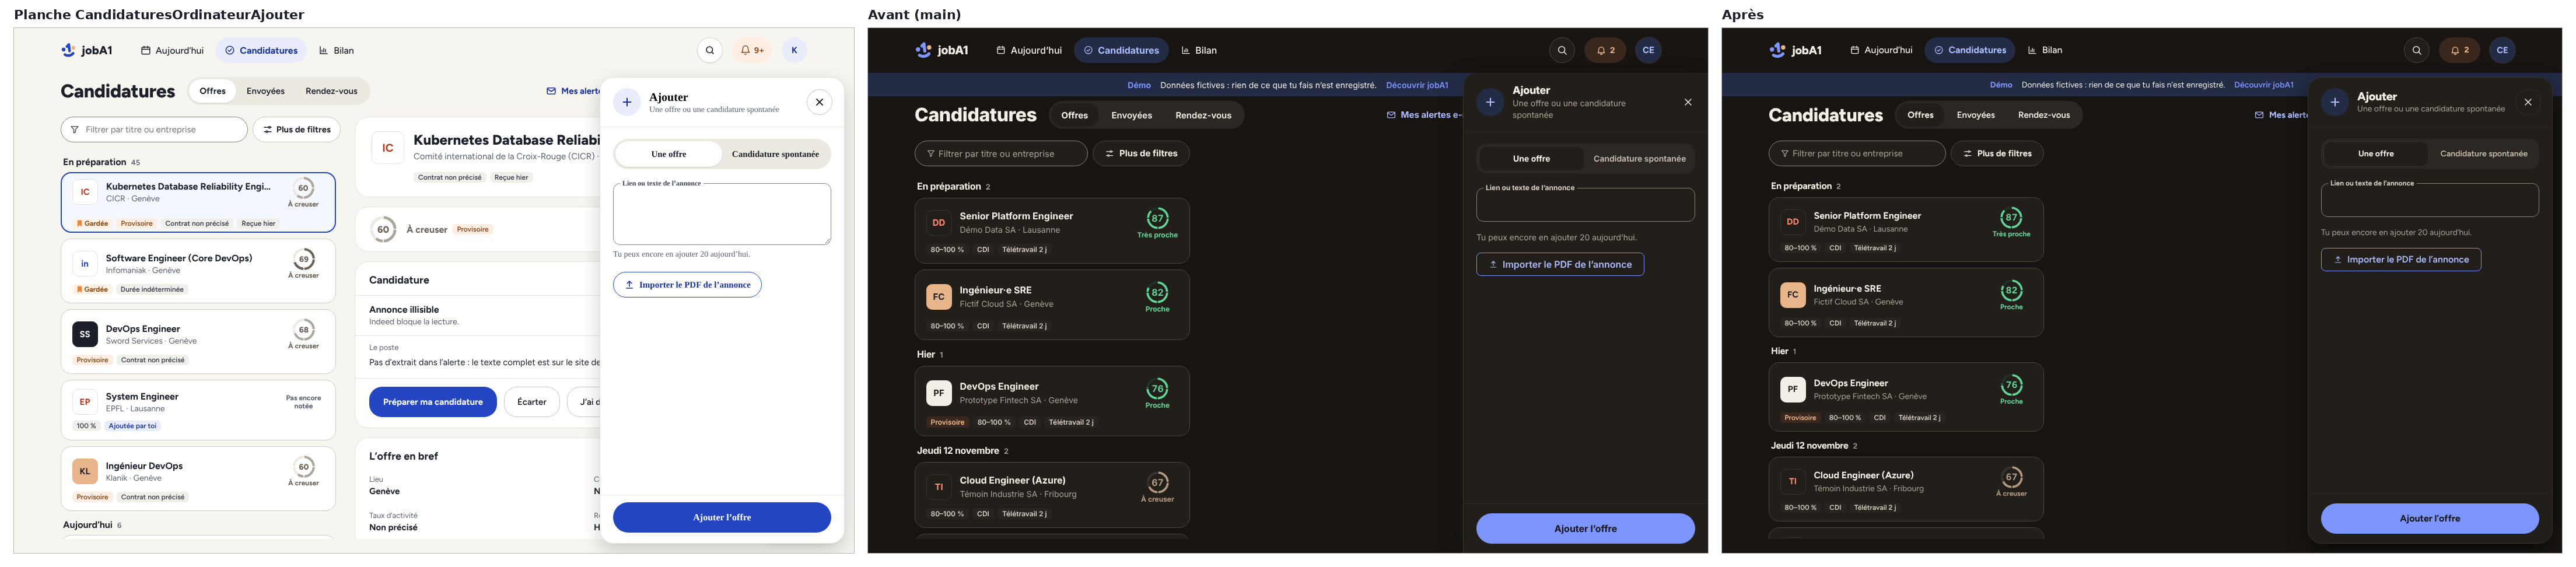 Planche CandidaturesOrdinateurAjouter
jobA1
Aujourd'hui
Candidatures
Bilan
9+
K
Candidatures
Offres
Envoyées
Rendez-vous
Mes alerte
Filtrer par titre ou entreprise
Plus de filtres
En préparation 45
IC
Kubernetes Database Reliability Engi...
CICR · Genève
60
À creuser
Gardée
Provisoire
Contrat non précisé
Reçue hier
in
Software Engineer (Core DevOps)
Infomaniak · Genève
69
À creuser
Gardée
Durée indéterminée
SS
DevOps Engineer
Sword Services · Genève
68
À creuser
Provisoire
Contrat non précisé
EP
System Engineer
EPFL · Lausanne
Pas encore
notée
100 %
Ajoutée par toi
KL
Ingénieur DevOps
Klanik · Genève
60
À creuser
Provisoire
Contrat non précisé
Aujourd'hui 6
IC
Kubernetes Database Reliabi
Comité international de la Croix-Rouge (CICR) ·
Contrat non précisé
Reçue hier
60
À creuser
Provisoire
Candidature
Annonce illisible
Indeed bloque la lecture.
Le poste
Pas d'extrait dans l'alerte : le texte complet est sur le site de
Préparer ma candidature
Écarter
J'ai d
L'offre en bref
Lieu
Genève
C
N
Taux d'activité
Non précisé
R
H
Ajouter
Une offre ou une candidature spontanée
Une offre
Candidature spontanée
Lien ou texte de l'annonce
Tu peux encore en ajouter 20 aujourd'hui.
Importer le PDF de l'annonce
Ajouter l'offre
Avant (main)
jobA1
Aujourd'hui
Candidatures
Bilan
2
CE
Démo Données fictives : rien de ce que tu fais n'est enregistré. Découvrir jobA1
Candidatures
Offres
Envoyées
Rendez-vous
Mes alertes e-
Filtrer par titre ou entreprise
Plus de filtres
En préparation 2
DD
Senior Platform Engineer
Démo Data SA · Lausanne
87
Très proche
80–100 %
CDI
Télétravail 2 j
FC
Ingénieur·e SRE
Fictif Cloud SA · Genève
82
Proche
80–100 %
CDI
Télétravail 2 j
Hier 1
PF
DevOps Engineer
Prototype Fintech SA · Genève
76
Proche
Provisoire
80–100 %
CDI
Télétravail 2 j
Jeudi 12 novembre 2
TI
Cloud Engineer (Azure)
Témoin Industrie SA · Fribourg
67
À creuser
80–100 %
CDI
Télétravail 2 j
Ajouter
Une offre ou une candidature
spontanée
Une offre
Candidature spontanée
Lien ou texte de l'annonce
Tu peux encore en ajouter 20 aujourd'hui.
Importer le PDF de l'annonce
Ajouter l'offre
Après
jobA1
Aujourd'hui
Candidatures
Bilan
2
CE
Démo Données fictives : rien de ce que tu fais n'est enregistré. Découvrir jobA1
Candidatures
Offres
Envoyées
Rendez-vous
Mes alerte
Filtrer par titre ou entreprise
Plus de filtres
En préparation 2
DD
Senior Platform Engineer
Démo Data SA · Lausanne
87
Très proche
80–100 %
CDI
Télétravail 2 j
FC
Ingénieur·e SRE
Fictif Cloud SA · Genève
82
Proche
80–100 %
CDI
Télétravail 2 j
Hier 1
PF
DevOps Engineer
Prototype Fintech SA · Genève
76
Proche
Provisoire
80–100 %
CDI
Télétravail 2 j
Jeudi 12 novembre 2
TI
Cloud Engineer (Azure)
Témoin Industrie SA · Fribourg
67
À creuser
80–100 %
CDI
Télétravail 2 j
Ajouter
Une offre ou une candidature spontanée
Une offre
Candidature spontanée
Lien ou texte de l'annonce
Tu peux encore en ajouter 20 aujourd'hui.
Importer le PDF de l'annonce
Ajouter l'offre